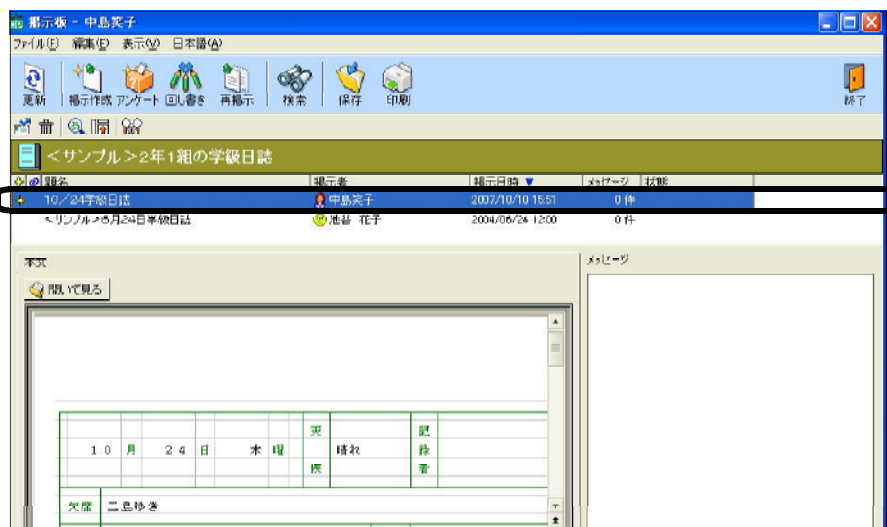 掲示板 - 中島笑子
ファイル(F) 編集(E) 表示(V) 日本語(A)
更新 掲示作成 アンケート 回し書き 再掲示 検索 保存 印刷 終了
＜サンプル＞2年1組の学級日誌
題名 掲示者 掲示日時 ▼ メッセージ 状態
10／24学級日誌 中島笑子 2007/10/10 15:51 0 件
＜サンプル＞6月24日学級日誌 池谷 花子 2004/06/24 12:00 0 件
本文 メッセージ
開いて見る
10 月 24 日 木 曜 天候 晴れ 記録者
欠席 二島ゆき